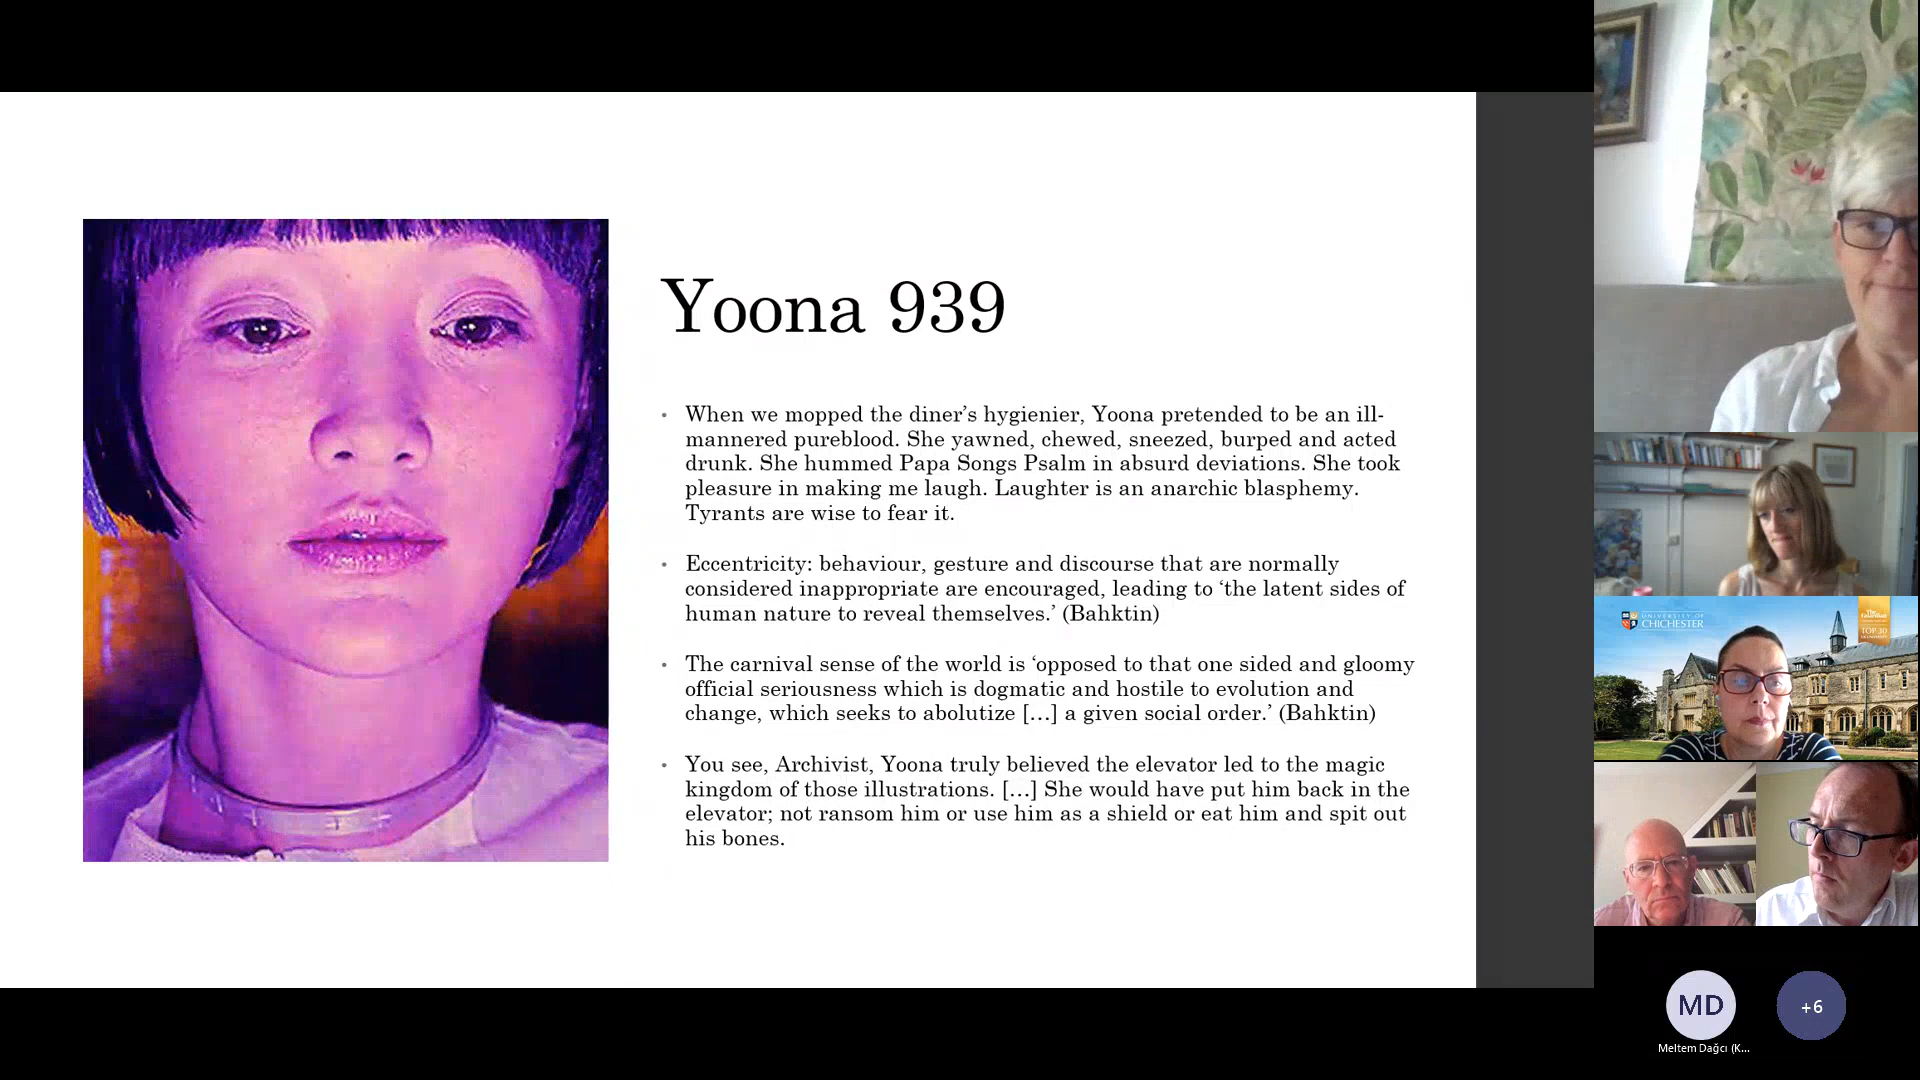 Yoona 939
• When we mopped the diner’s hygienier, Yoona pretended to be an ill-
mannered pureblood. She yawned, chewed, sneezed, burped and acted
drunk. She hummed Papa Songs Psalm in absurd deviations. She took
pleasure in making me laugh. Laughter is an anarchic blasphemy.
Tyrants are wise to fear it.
• Eccentricity: behaviour, gesture and discourse that are normally
considered inappropriate are encouraged, leading to ‘the latent sides of
human nature to reveal themselves.’ (Bahktin)
• The carnival sense of the world is ‘opposed to that one sided and gloomy
official seriousness which is dogmatic and hostile to evolution and
change, which seeks to abolutize […] a given social order.’ (Bahktin)
• You see, Archivist, Yoona truly believed the elevator led to the magic
kingdom of those illustrations. […] She would have put him back in the
elevator; not ransom him or use him as a shield or eat him and spit out
his bones.
UNIVERSITY OF
CHICHESTER
The
Guardian
TOP 30
MD
+6
Meltem Dağcı (K...